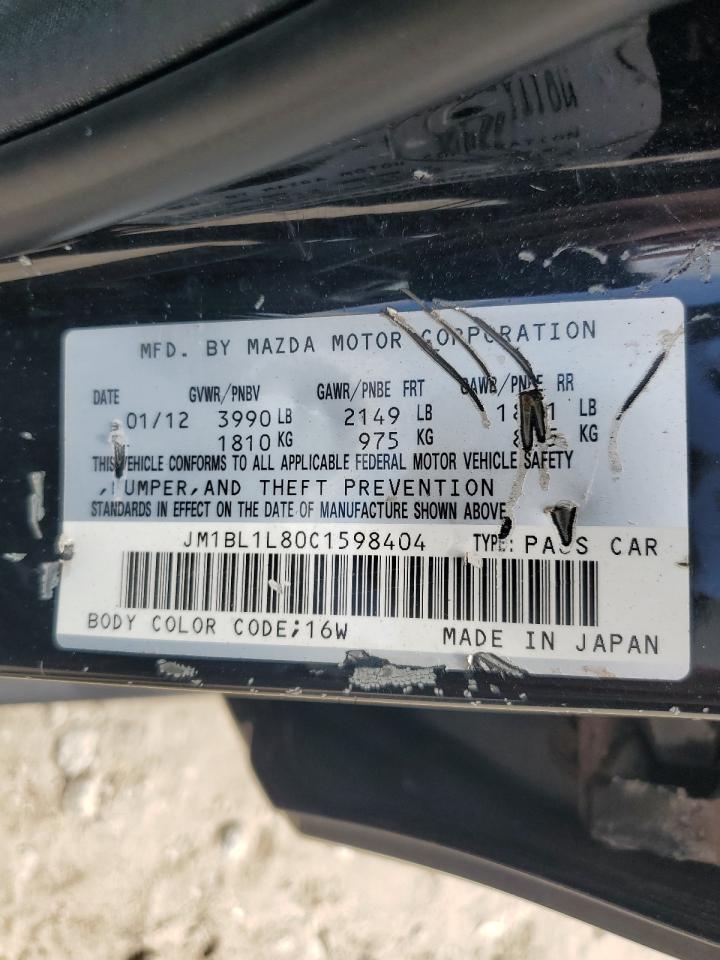 MFD. BY MAZDA MOTOR CORPORATION
DATE GVWR/PNBV GAWR/PNBE FRT GAWR/PNBE RR
01/12 3990 LB 2149 LB LB
1810 KG 975 KG KG
THIS VEHICLE CONFORMS TO ALL APPLICABLE FEDERAL MOTOR VEHICLE SAFETY
,BUMPER,AND THEFT PREVENTION
STANDARDS IN EFFECT ON THE DATE OF MANUFACTURE SHOWN ABOVE
JM1BL1L80C1598404 TYPE: PASS CAR
BODY COLOR CODE;16W MADE IN JAPAN